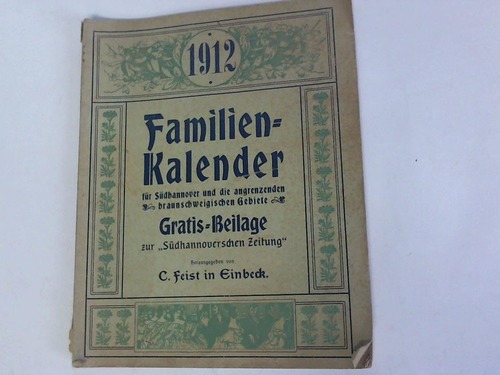 1912
Familien=
Kalender
für Südhannover und die angrenzenden
braunschweigischen Gebiete
Gratis=Beilage
zur „Südhannoverschen Zeitung“
Herausgegeben von
C. Feist in Einbeck.